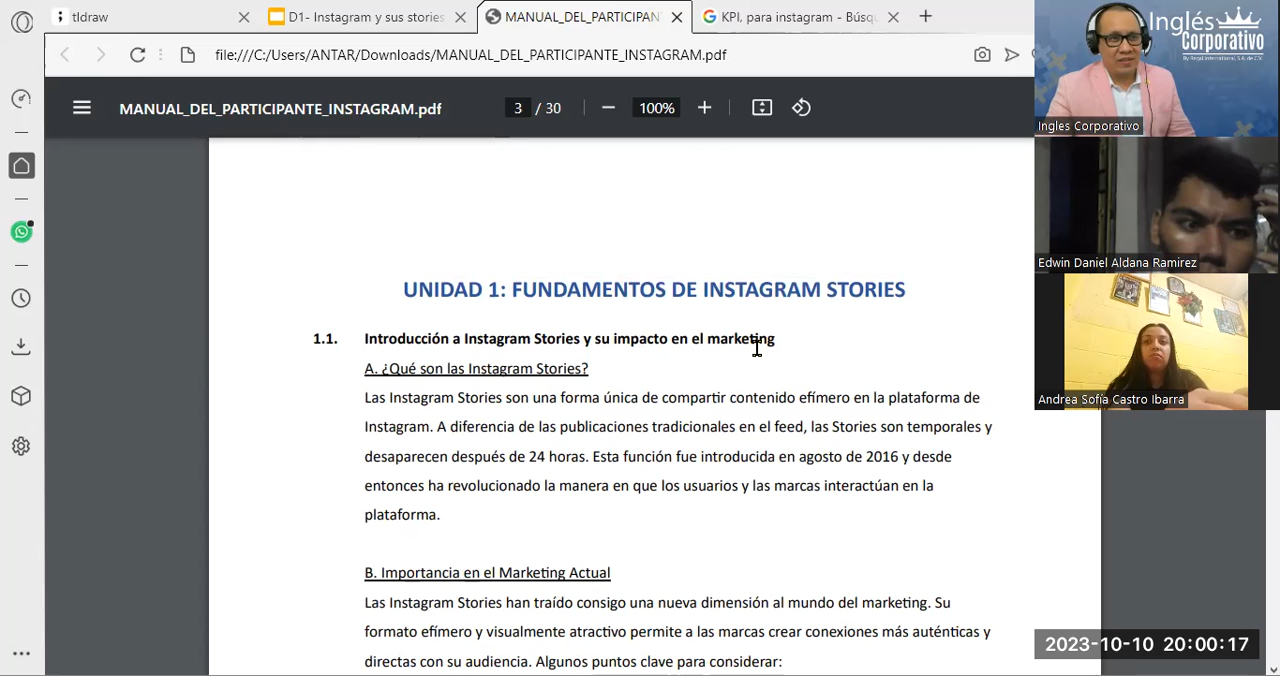 tldraw
D1- Instagram y sus stories
MANUAL_DEL_PARTICIPAN
KPI, para instagram - Búsqu
file:///C:/Users/ANTAR/Downloads/MANUAL_DEL_PARTICIPANTE_INSTAGRAM.pdf
MANUAL_DEL_PARTICIPANTE_INSTAGRAM.pdf
3 / 30
100%
Inglés
Corporativo
By Regal International, S.A. de C.V.
Ingles Corporativo
Edwin Daniel Aldana Ramirez
Andrea Sofía Castro Ibarra
UNIDAD 1: FUNDAMENTOS DE INSTAGRAM STORIES
1.1. Introducción a Instagram Stories y su impacto en el marketing
A. ¿Qué son las Instagram Stories?
Las Instagram Stories son una forma única de compartir contenido efímero en la plataforma de
Instagram. A diferencia de las publicaciones tradicionales en el feed, las Stories son temporales y
desaparecen después de 24 horas. Esta función fue introducida en agosto de 2016 y desde
entonces ha revolucionado la manera en que los usuarios y las marcas interactúan en la
plataforma.
B. Importancia en el Marketing Actual
Las Instagram Stories han traído consigo una nueva dimensión al mundo del marketing. Su
formato efímero y visualmente atractivo permite a las marcas crear conexiones más auténticas y
directas con su audiencia. Algunos puntos clave para considerar:
2023-10-10 20:00:17